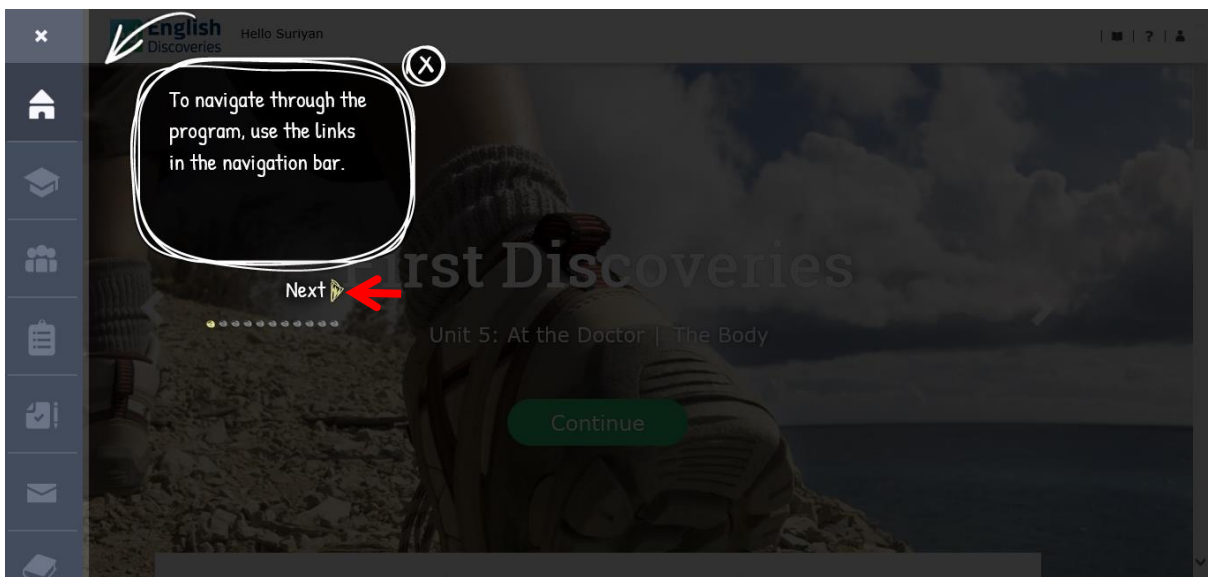 English
Discoveries
Hello Suriyan
| | ? |
To navigate through the
program, use the links
in the navigation bar.
X
Next
First Discoveries
Unit 5: At the Doctor | The Body
Continue